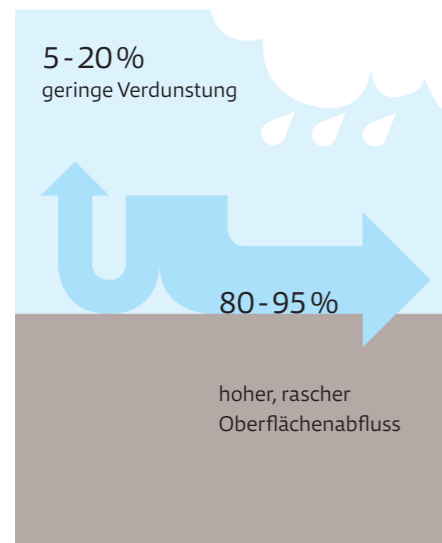 5-20%
geringe Verdunstung
80-95%
hoher, rascher
Oberflächenabfluss